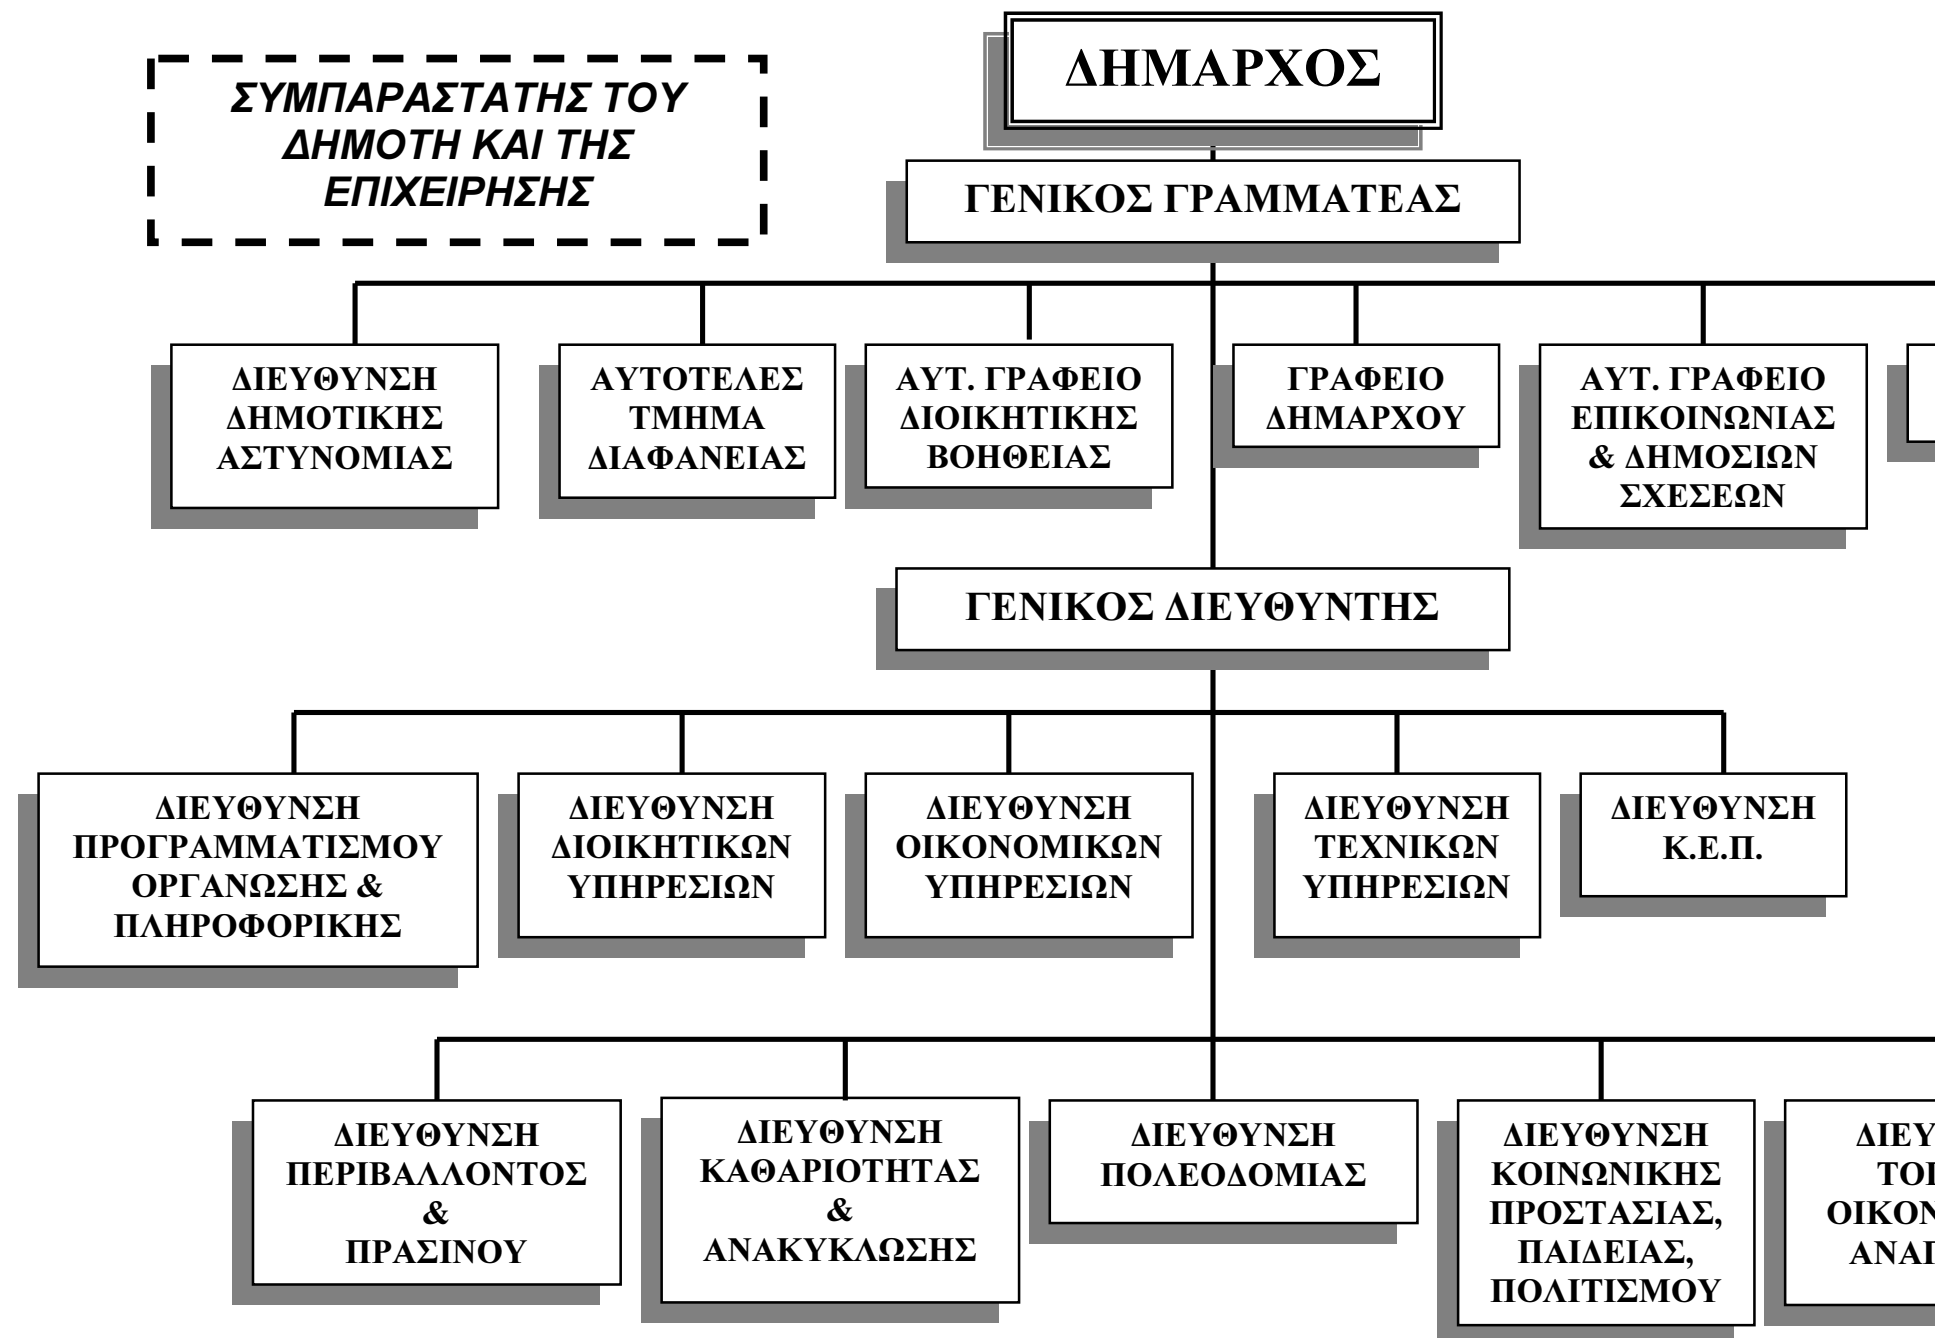 ΔΗΜΑΡΧΟΣ
ΣΥΜΠΑΡΑΣΤΑΤΗΣ ΤΟΥ
ΔΗΜΟΤΗ ΚΑΙ ΤΗΣ
ΕΠΙΧΕΙΡΗΣΗΣ
ΓΕΝΙΚΟΣ ΓΡΑΜΜΑΤΕΑΣ
ΔΙΕΥΘΥΝΣΗ
ΔΗΜΟΤΙΚΗΣ
ΑΣΤΥΝΟΜΙΑΣ
ΑΥΤΟΤΕΛΕΣ
ΤΜΗΜΑ
ΔΙΑΦΑΝΕΙΑΣ
ΑΥΤ. ΓΡΑΦΕΙΟ
ΔΙΟΙΚΗΤΙΚΗΣ
ΒΟΗΘΕΙΑΣ
ΓΡΑΦΕΙΟ
ΔΗΜΑΡΧΟΥ
ΑΥΤ. ΓΡΑΦΕΙΟ
ΕΠΙΚΟΙΝΩΝΙΑΣ
& ΔΗΜΟΣΙΩΝ
ΣΧΕΣΕΩΝ
ΓΕΝΙΚΟΣ ΔΙΕΥΘΥΝΤΗΣ
ΔΙΕΥΘΥΝΣΗ
ΠΡΟΓΡΑΜΜΑΤΙΣΜΟΥ
ΟΡΓΑΝΩΣΗΣ &
ΠΛΗΡΟΦΟΡΙΚΗΣ
ΔΙΕΥΘΥΝΣΗ
ΔΙΟΙΚΗΤΙΚΩΝ
ΥΠΗΡΕΣΙΩΝ
ΔΙΕΥΘΥΝΣΗ
ΟΙΚΟΝΟΜΙΚΩΝ
ΥΠΗΡΕΣΙΩΝ
ΔΙΕΥΘΥΝΣΗ
ΤΕΧΝΙΚΩΝ
ΥΠΗΡΕΣΙΩΝ
ΔΙΕΥΘΥΝΣΗ
Κ.Ε.Π.
ΔΙΕΥΘΥΝΣΗ
ΠΕΡΙΒΑΛΛΟΝΤΟΣ
&
ΠΡΑΣΙΝΟΥ
ΔΙΕΥΘΥΝΣΗ
ΚΑΘΑΡΙΟΤΗΤΑΣ
&
ΑΝΑΚΥΚΛΩΣΗΣ
ΔΙΕΥΘΥΝΣΗ
ΠΟΛΕΟΔΟΜΙΑΣ
ΔΙΕΥΘΥΝΣΗ
ΚΟΙΝΩΝΙΚΗΣ
ΠΡΟΣΤΑΣΙΑΣ,
ΠΑΙΔΕΙΑΣ,
ΠΟΛΙΤΙΣΜΟΥ